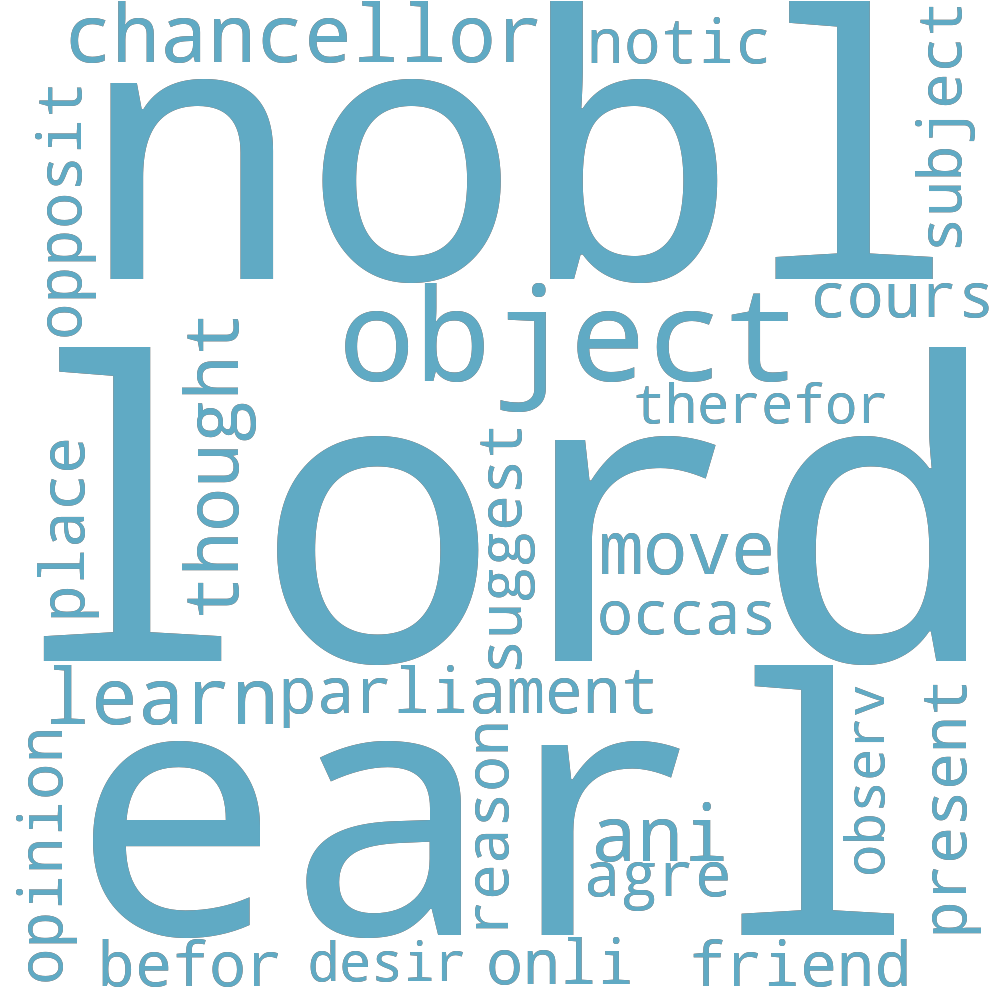 chancellor
notic
subject
opposit
nobl
cours
object
thought
therefor
place
lord
suggest
move
occas
learn
parliament
observ
present
opinion
earl
reason
ani
agre
befor
desir
onli
friend